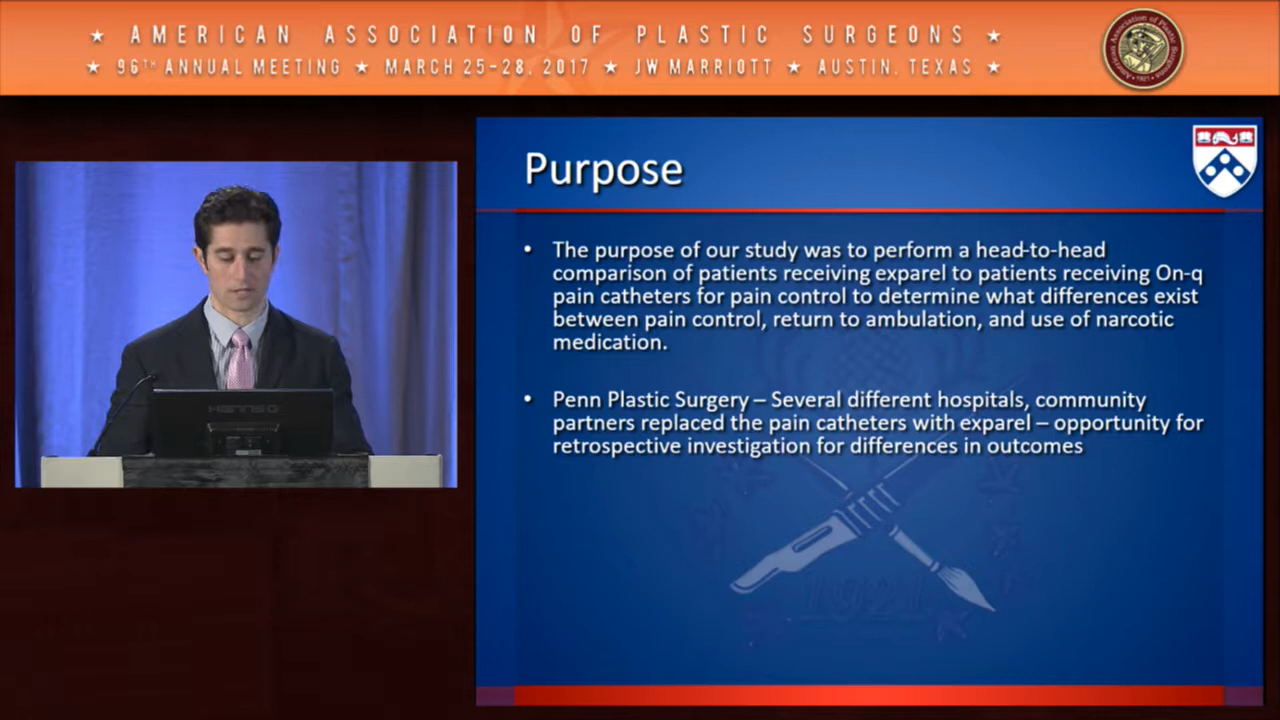 ★ AMERICAN ASSOCIATION OF PLASTIC SURGEONS ★
★ 96TH ANNUAL MEETING ★ MARCH 25-28, 2017 ★ JW MARRIOTT ★ AUSTIN, TEXAS ★
Purpose
• The purpose of our study was to perform a head-to-head
comparison of patients receiving exparel to patients receiving On-q
pain catheters for pain control to determine what differences exist
between pain control, return to ambulation, and use of narcotic
medication.
• Penn Plastic Surgery – Several different hospitals, community
partners replaced the pain catheters with exparel – opportunity for
retrospective investigation for differences in outcomes
1921